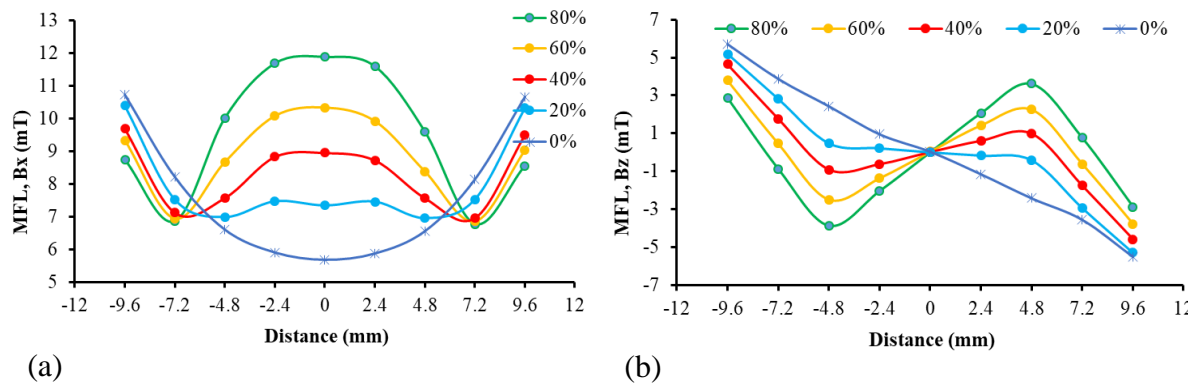 13
12
11
10
9
8
7
6
5
MFL, Bx (mT)
80%
60%
40%
20%
0%
-12 -9.6 -7.2 -4.8 -2.4 0 2.4 4.8 7.2 9.6 12
Distance (mm)
(a)
80% 60% 40% 20% 0%
7
5
3
1
-1
-3
-5
-7
MFL, Bz (mT)
-12 -9.6 -7.2 -4.8 -2.4 0 2.4 4.8 7.2 9.6 12
Distance (mm)
(b)